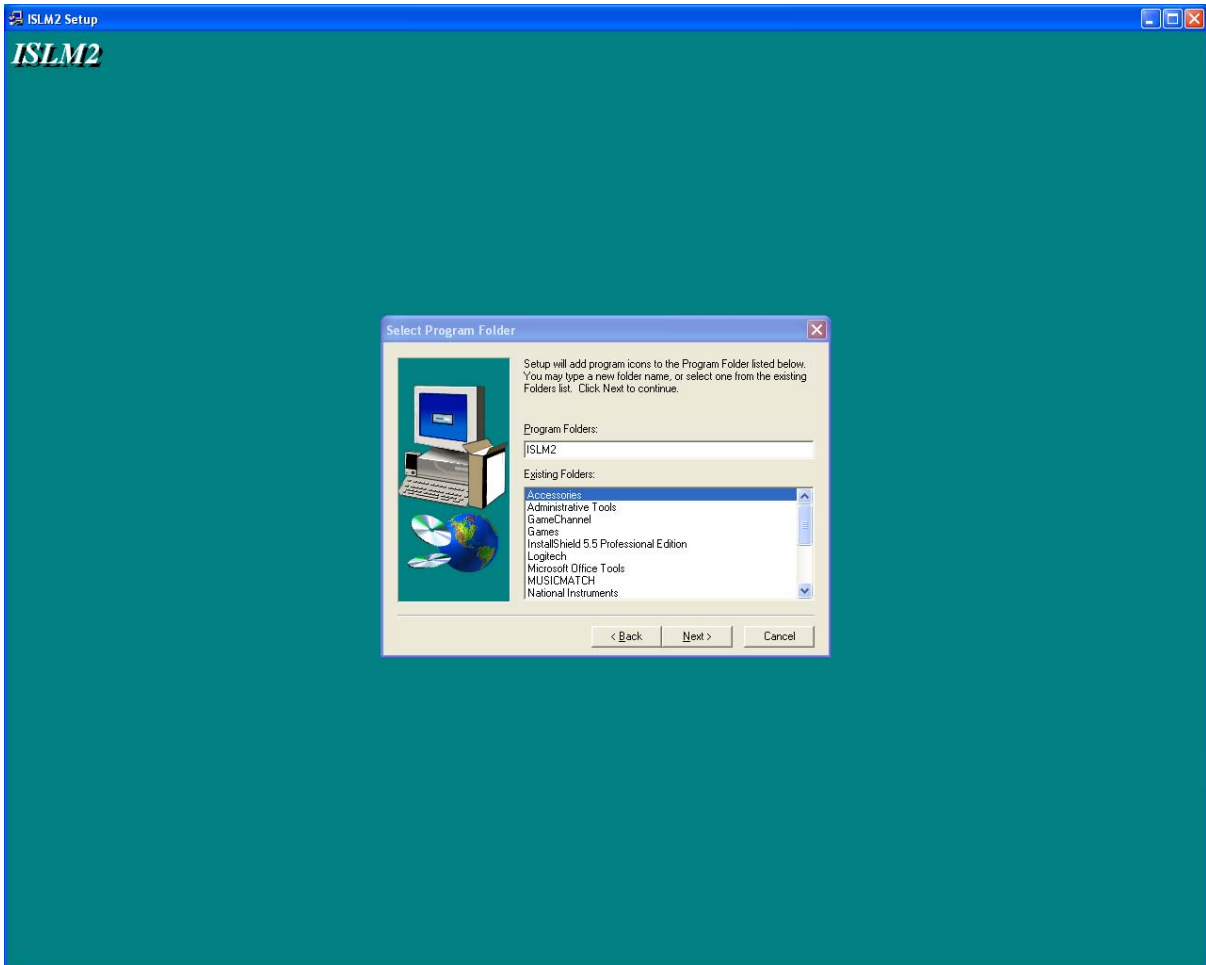 ISLM2 Setup
ISLM2
Select Program Folder
Setup will add program icons to the Program Folder listed below.
You may type a new folder name, or select one from the existing
Folders list. Click Next to continue.
Program Folders:
ISLM2
Existing Folders:
Accessories
Administrative Tools
GameChannel
Games
InstallShield 5.5 Professional Edition
Logitech
Microsoft Office Tools
MUSICMATCH
National Instruments
< Back Next > Cancel